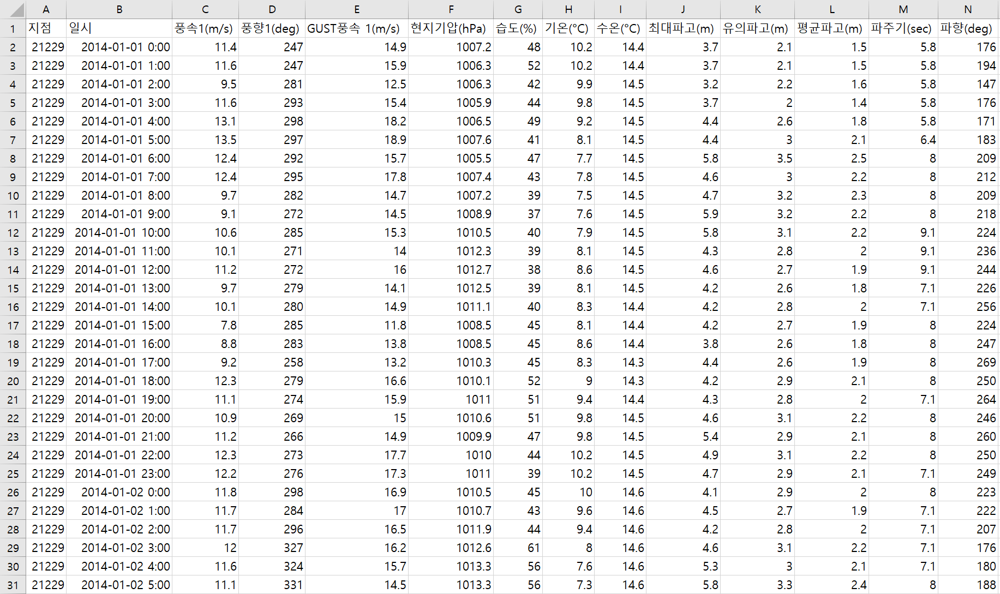 A B C D E F G H I J K L M N
1 지점 일시 풍속1(m/s) 풍향1(deg) GUST풍속 1(m/s) 현지기압(hPa) 습도(%) 기온(°C) 수온(°C) 최대파고(m) 유의파고(m) 평균파고(m) 파주기(sec) 파향(deg)
2 21229 2014-01-01 0:00 11.4 247 14.9 1007.2 48 10.2 14.4 3.7 2.1 1.5 5.8 176
3 21229 2014-01-01 1:00 11.6 247 15.9 1006.3 52 10.2 14.4 3.7 2.1 1.5 5.8 194
4 21229 2014-01-01 2:00 9.5 281 12.5 1006.3 42 9.9 14.5 3.2 2.2 1.6 5.8 147
5 21229 2014-01-01 3:00 11.6 293 15.4 1005.9 44 9.8 14.5 3.7 2 1.4 5.8 176
6 21229 2014-01-01 4:00 13.1 298 18.2 1006.5 49 9.2 14.5 4.4 2.6 1.8 5.8 171
7 21229 2014-01-01 5:00 13.5 297 18.9 1007.6 41 8.1 14.5 4.4 3 2.1 6.4 183
8 21229 2014-01-01 6:00 12.4 292 15.7 1005.5 47 7.7 14.5 5.8 3.5 2.5 8 209
9 21229 2014-01-01 7:00 12.4 295 17.8 1007.4 43 7.8 14.5 4.6 3 2.2 8 212
10 21229 2014-01-01 8:00 9.7 282 14.7 1007.2 39 7.5 14.5 4.7 3.2 2.3 8 209
11 21229 2014-01-01 9:00 9.1 272 14.5 1008.9 37 7.6 14.5 5.9 3.2 2.2 8 218
12 21229 2014-01-01 10:00 10.6 285 15.3 1010.5 40 7.9 14.5 5.8 3.1 2.2 9.1 224
13 21229 2014-01-01 11:00 10.1 271 14 1012.3 39 8.1 14.5 4.3 2.8 2 9.1 236
14 21229 2014-01-01 12:00 11.2 272 16 1012.7 38 8.6 14.5 4.6 2.7 1.9 9.1 244
15 21229 2014-01-01 13:00 9.7 279 14.1 1012.5 39 8.1 14.5 4.2 2.6 1.8 7.1 226
16 21229 2014-01-01 14:00 10.1 280 14.9 1011.1 40 8.3 14.4 4.2 2.8 2 7.1 256
17 21229 2014-01-01 15:00 7.8 285 11.8 1008.5 45 8.1 14.4 4.2 2.7 1.9 8 224
18 21229 2014-01-01 16:00 8.8 283 13.8 1008.5 45 8.6 14.4 3.8 2.6 1.8 8 247
19 21229 2014-01-01 17:00 9.2 258 13.2 1010.3 45 8.3 14.3 4.4 2.6 1.9 8 269
20 21229 2014-01-01 18:00 12.3 279 16.6 1010.1 52 9 14.3 4.2 2.9 2.1 8 250
21 21229 2014-01-01 19:00 11.1 274 15.9 1011 51 9.4 14.4 4.3 2.8 2 7.1 264
22 21229 2014-01-01 20:00 10.9 269 15 1010.6 51 9.8 14.5 4.6 3.1 2.2 8 246
23 21229 2014-01-01 21:00 11.2 266 14.9 1009.9 47 9.8 14.5 5.4 2.9 2.1 8 260
24 21229 2014-01-01 22:00 12.3 273 17.7 1010 44 10.2 14.5 4.9 3.1 2.2 8 250
25 21229 2014-01-01 23:00 12.2 276 17.3 1011 39 10.2 14.5 4.7 2.9 2.1 7.1 249
26 21229 2014-01-02 0:00 11.8 298 16.9 1010.5 45 10 14.6 4.1 2.9 2 8 223
27 21229 2014-01-02 1:00 11.7 284 17 1010.7 43 9.6 14.6 4.5 2.7 1.9 7.1 222
28 21229 2014-01-02 2:00 11.7 296 16.5 1011.9 44 9.4 14.6 4.2 2.8 2 7.1 207
29 21229 2014-01-02 3:00 12 327 16.2 1012.6 61 8 14.6 4.6 3.1 2.2 7.1 176
30 21229 2014-01-02 4:00 11.6 324 15.7 1013.3 56 7.6 14.6 5.3 3 2.1 7.1 180
31 21229 2014-01-02 5:00 11.1 331 14.5 1013.3 56 7.3 14.6 5.8 3.3 2.4 8 188